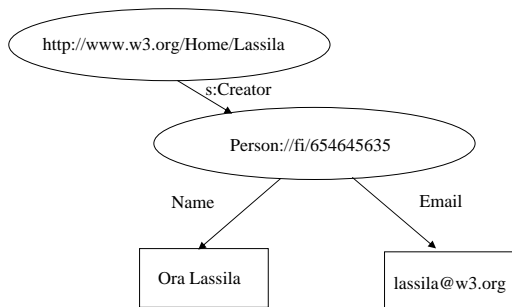 http://www.w3.org/Home/Lassila
s:Creator
Person://fi/654645635
Name
Email
Ora Lassila
lassila@w3.org